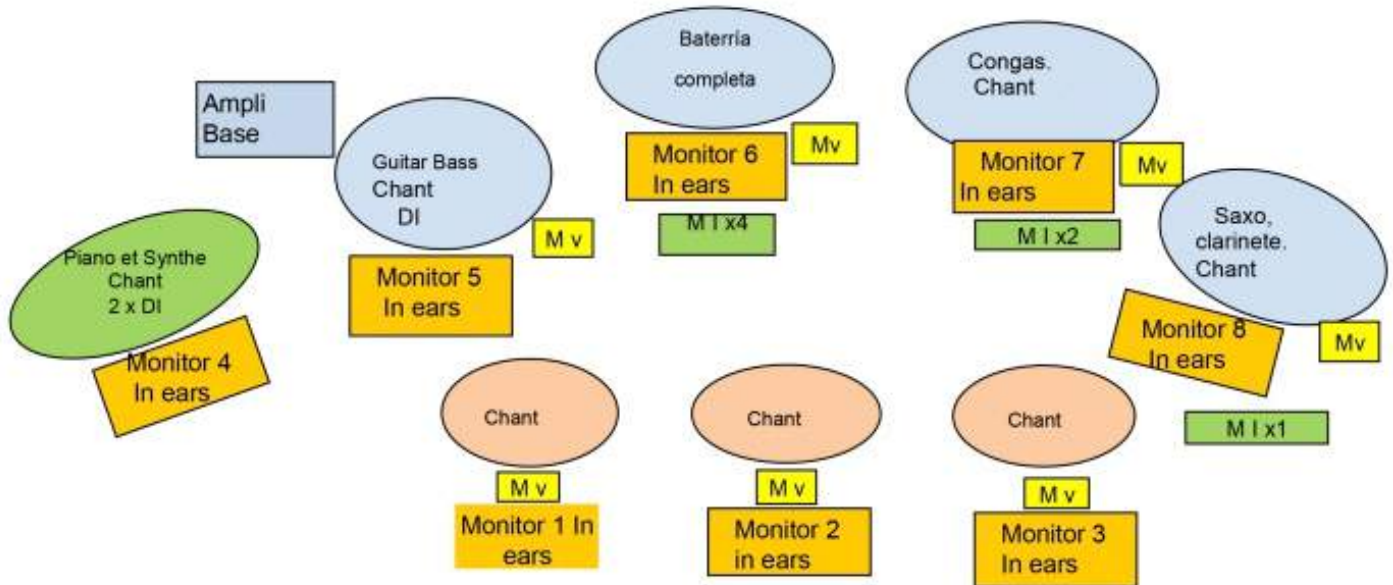 Baterría
completa
Congas.
Chant
Ampli
Base
Guitar Bass
Chant
DI
Monitor 6
In ears
Mv
Monitor 7
In ears
Mv
M I x4
M I x2
Saxo,
clarinete.
Chant
M v
Piano et Synthe
Chant
2 x DI
Monitor 5
In ears
Monitor 8
In ears
Mv
Monitor 4
In ears
Chant
Chant
Chant
M I x1
M v
M v
M v
Monitor 1 In
ears
Monitor 2
in ears
Monitor 3
In ears